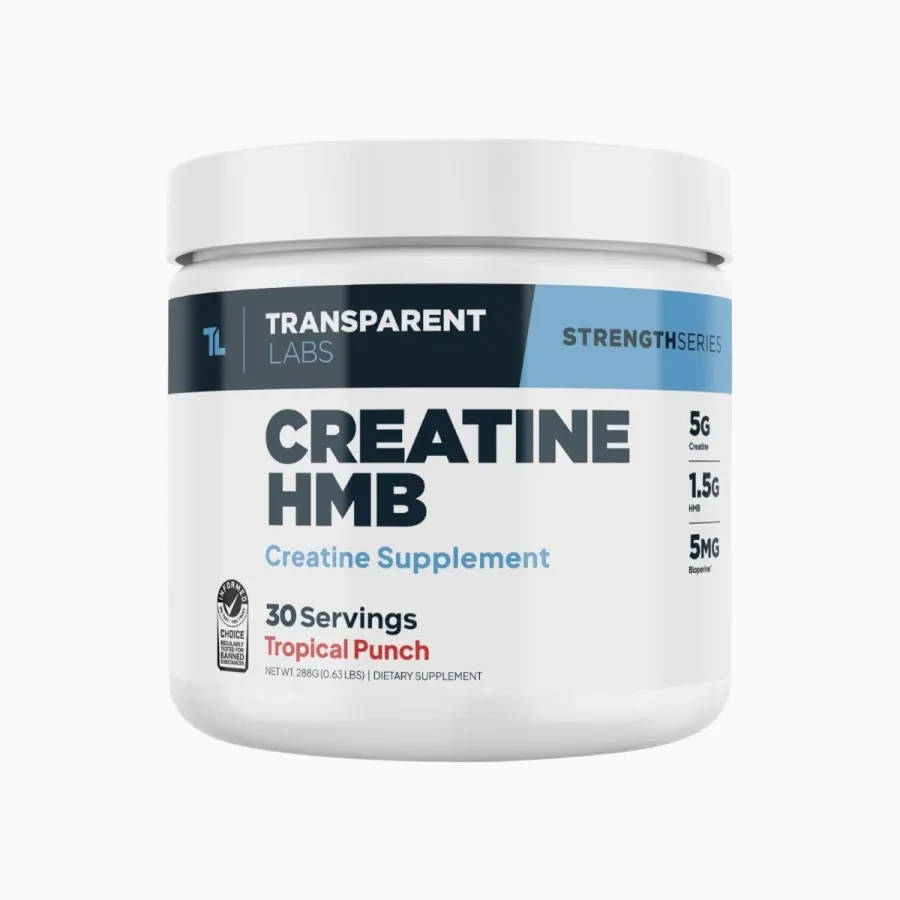 TL
TRANSPARENT
LABS
STRENGTHSERIES
CREATINE
HMB
Creatine Supplement
5G
Creatine
1.5G
HMB
5MG
Bioperine®
INFORMED
CHOICE
REGULARLY
TESTED FOR
BANNED
SUBSTANCES
30 Servings
Tropical Punch
NET WT. 288G (0.63 LBS) | DIETARY SUPPLEMENT